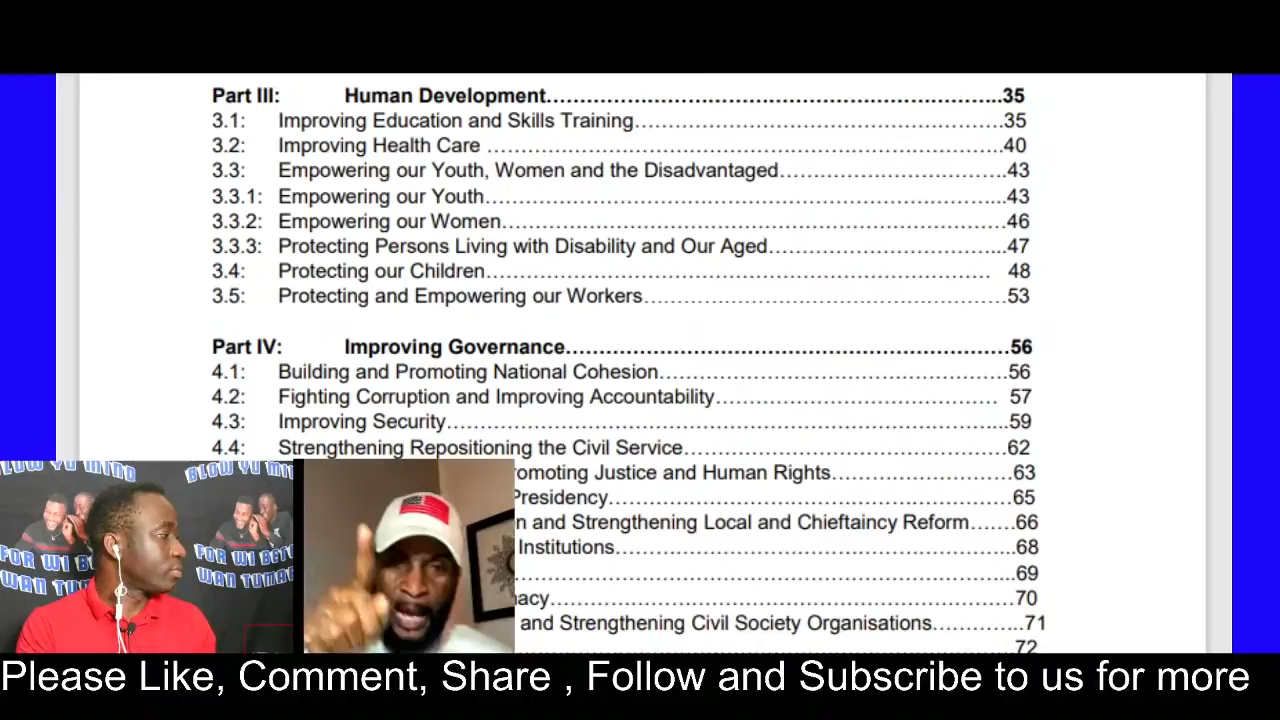 Part III: Human Development 35
3.1: Improving Education and Skills Training 35
3.2: Improving Health Care 40
3.3: Empowering our Youth, Women and the Disadvantaged 43
3.3.1: Empowering our Youth 43
3.3.2: Empowering our Women 46
3.3.3: Protecting Persons Living with Disability and Our Aged 47
3.4: Protecting our Children 48
3.5: Protecting and Empowering our Workers 53
Part IV: Improving Governance 56
4.1: Building and Promoting National Cohesion 56
4.2: Fighting Corruption and Improving Accountability 57
4.3: Improving Security 59
4.4: Strengthening Repositioning the Civil Service 62
romoting Justice and Human Rights 63
Presidency 65
n and Strengthening Local and Chieftaincy Reform 66
Institutions 68
69
acy 70
and Strengthening Civil Society Organisations 71
72
BLOW YU MIND
FOR WI BETE
WAN TUMA
Please Like, Comment, Share , Follow and Subscribe to us for more